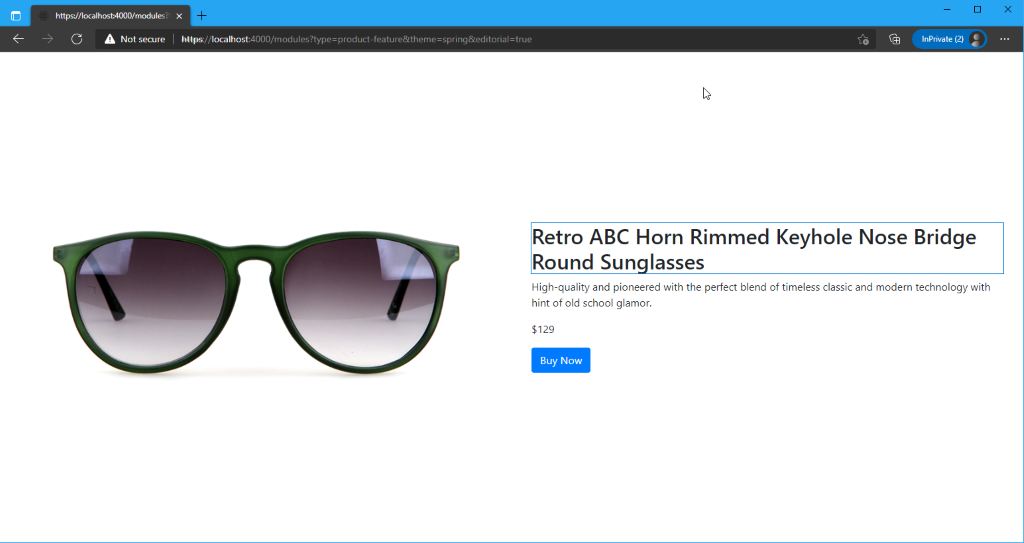 https://localhost:4000/modules?
Not secure
https://localhost:4000/modules?type=product-feature&theme=spring&editorial=true
InPrivate (2)
Retro ABC Horn Rimmed Keyhole Nose Bridge
Round Sunglasses
High-quality and pioneered with the perfect blend of timeless classic and modern technology with
hint of old school glamor.
$129
Buy Now